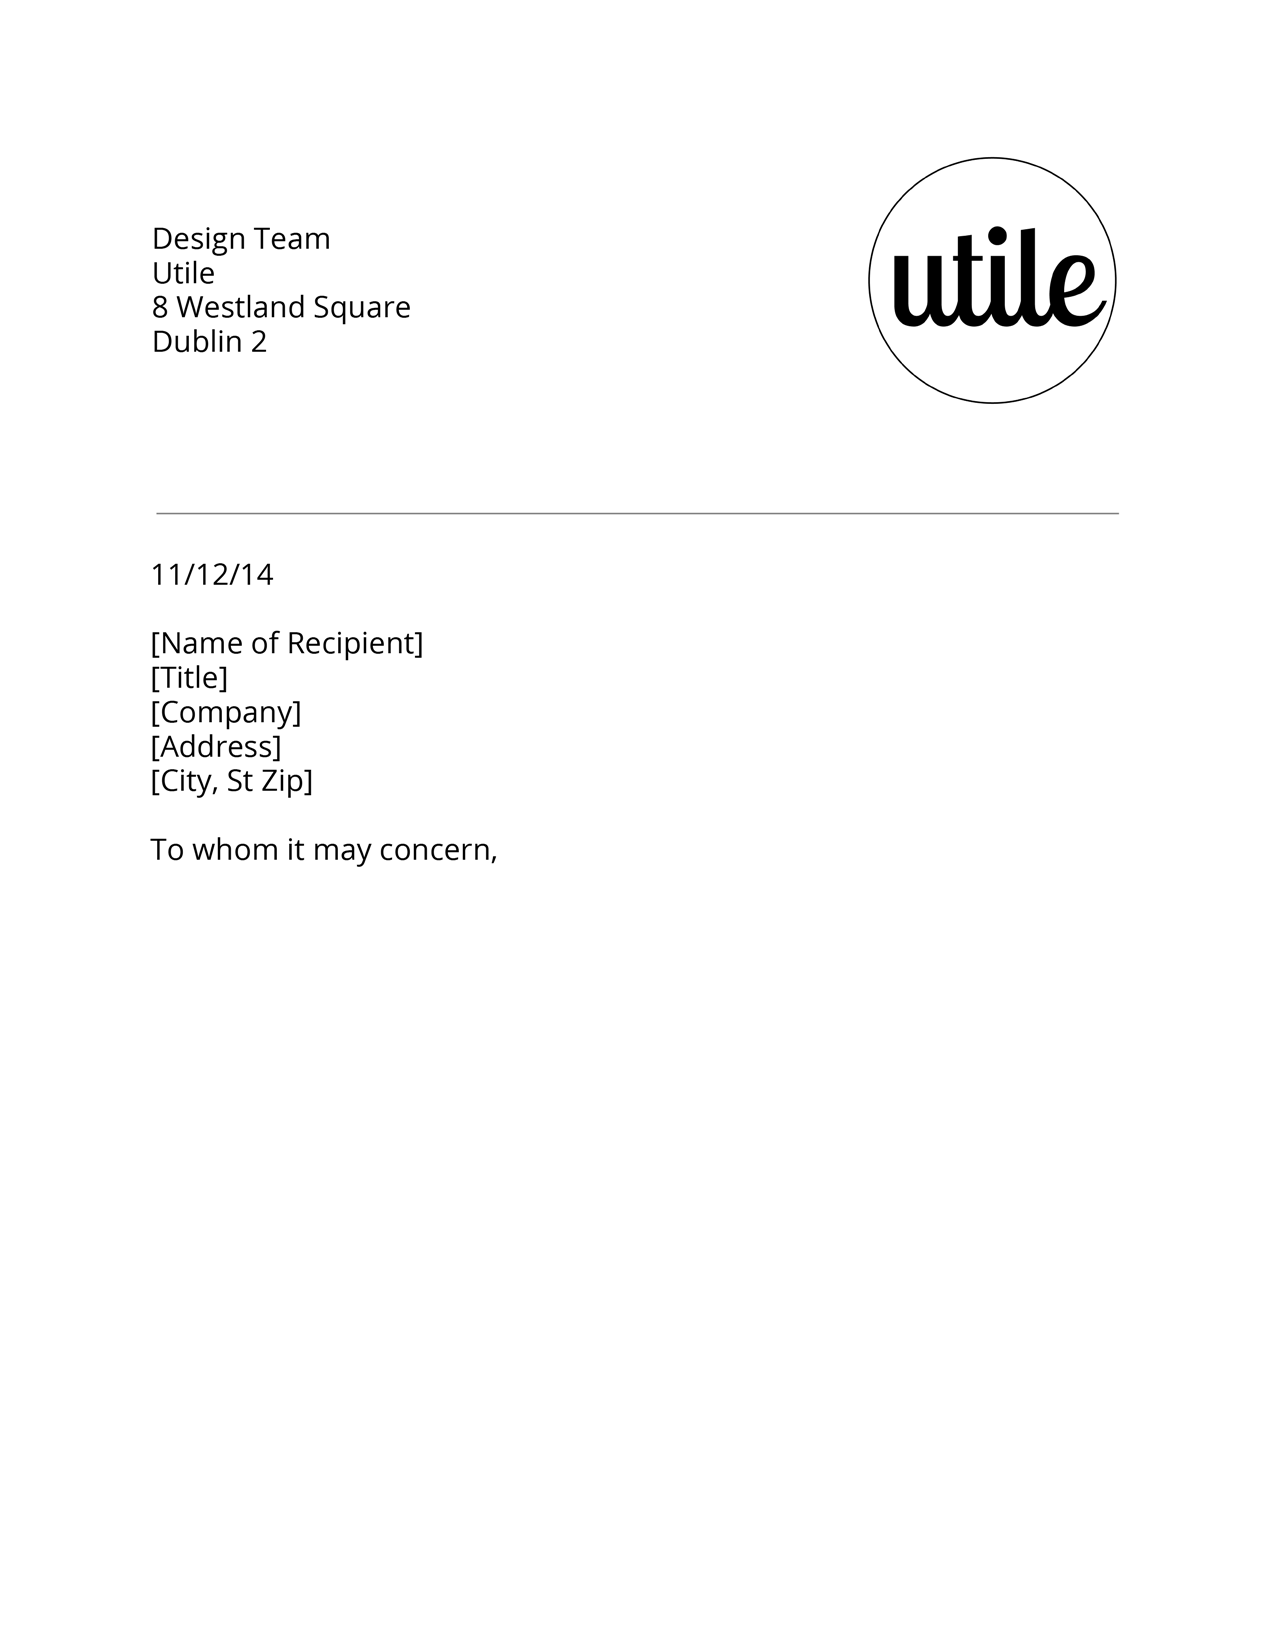 Design Team
Utile
8 Westland Square
Dublin 2
utile
11/12/14
[Name of Recipient]
[Title]
[Company]
[Address]
[City, St Zip]
To whom it may concern,